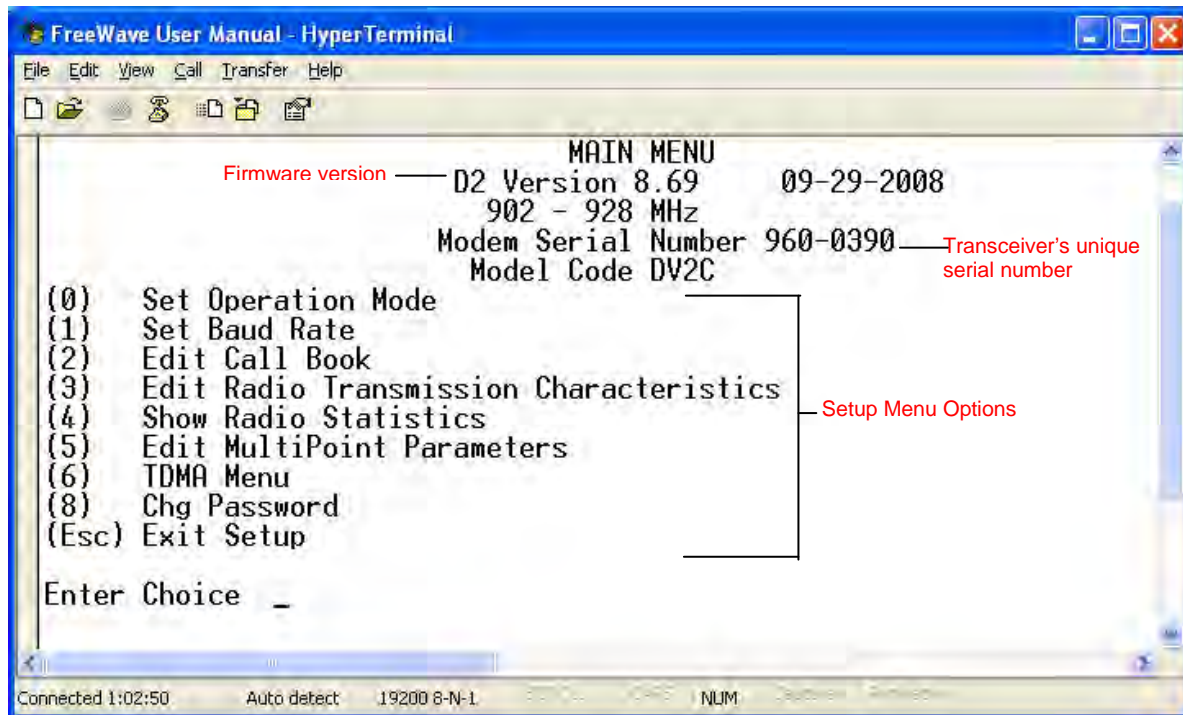 FreeWave User Manual - HyperTerminal
File Edit View Call Transfer Help
MAIN MENU
Firmware version D2 Version 8.69 09-29-2008
902 - 928 MHz
Modem Serial Number 960-0390 Transceiver's unique serial number
Model Code DV2C
(0) Set Operation Mode
(1) Set Baud Rate
(2) Edit Call Book
(3) Edit Radio Transmission Characteristics
(4) Show Radio Statistics
Setup Menu Options
(5) Edit MultiPoint Parameters
(6) TDMA Menu
(8) Chg Password
(Esc) Exit Setup
Enter Choice _
Connected 1:02:50 Auto detect 19200 8-N-1 NUM